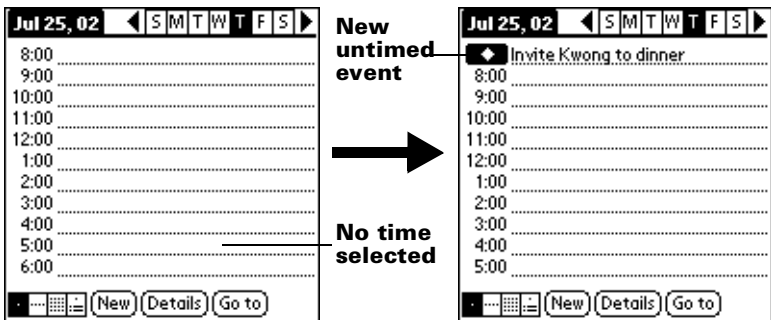 Jul 25, 02 S M T W T F S
8:00
9:00
10:00
11:00
12:00
1:00
2:00
3:00
4:00
5:00
6:00
New Details Go to
New
untimed
event
No time
selected
Jul 25, 02 S M T W T F S
Invite Kwong to dinner
8:00
9:00
10:00
11:00
12:00
1:00
2:00
3:00
4:00
5:00
New Details Go to